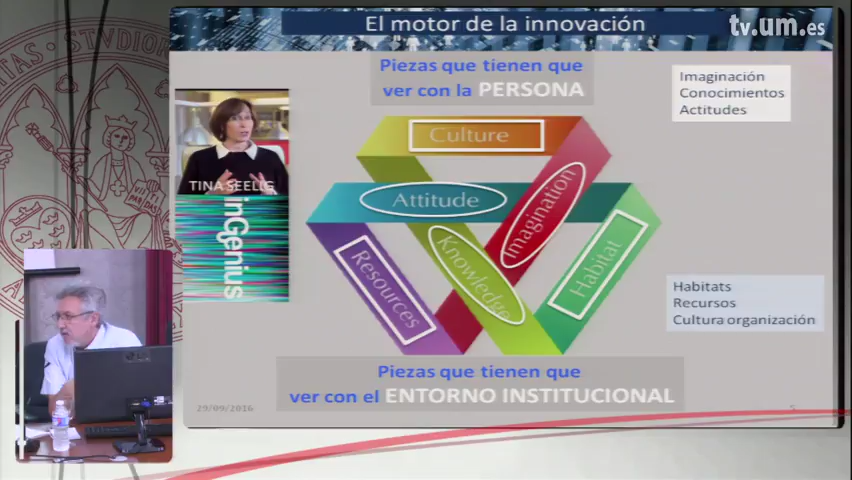 El motor de la innovación
tv.um.es
Piezas que tienen que
ver con la PERSONA
Imaginación
Conocimientos
Actitudes
Culture
TINA SEELIG
Attitude
Imagination
inGenius
Knowledge
Habitat
Resources
Habitats
Recursos
Cultura organización
Piezas que tienen que
ver con el ENTORNO INSTITUCIONAL
29/09/2016
5